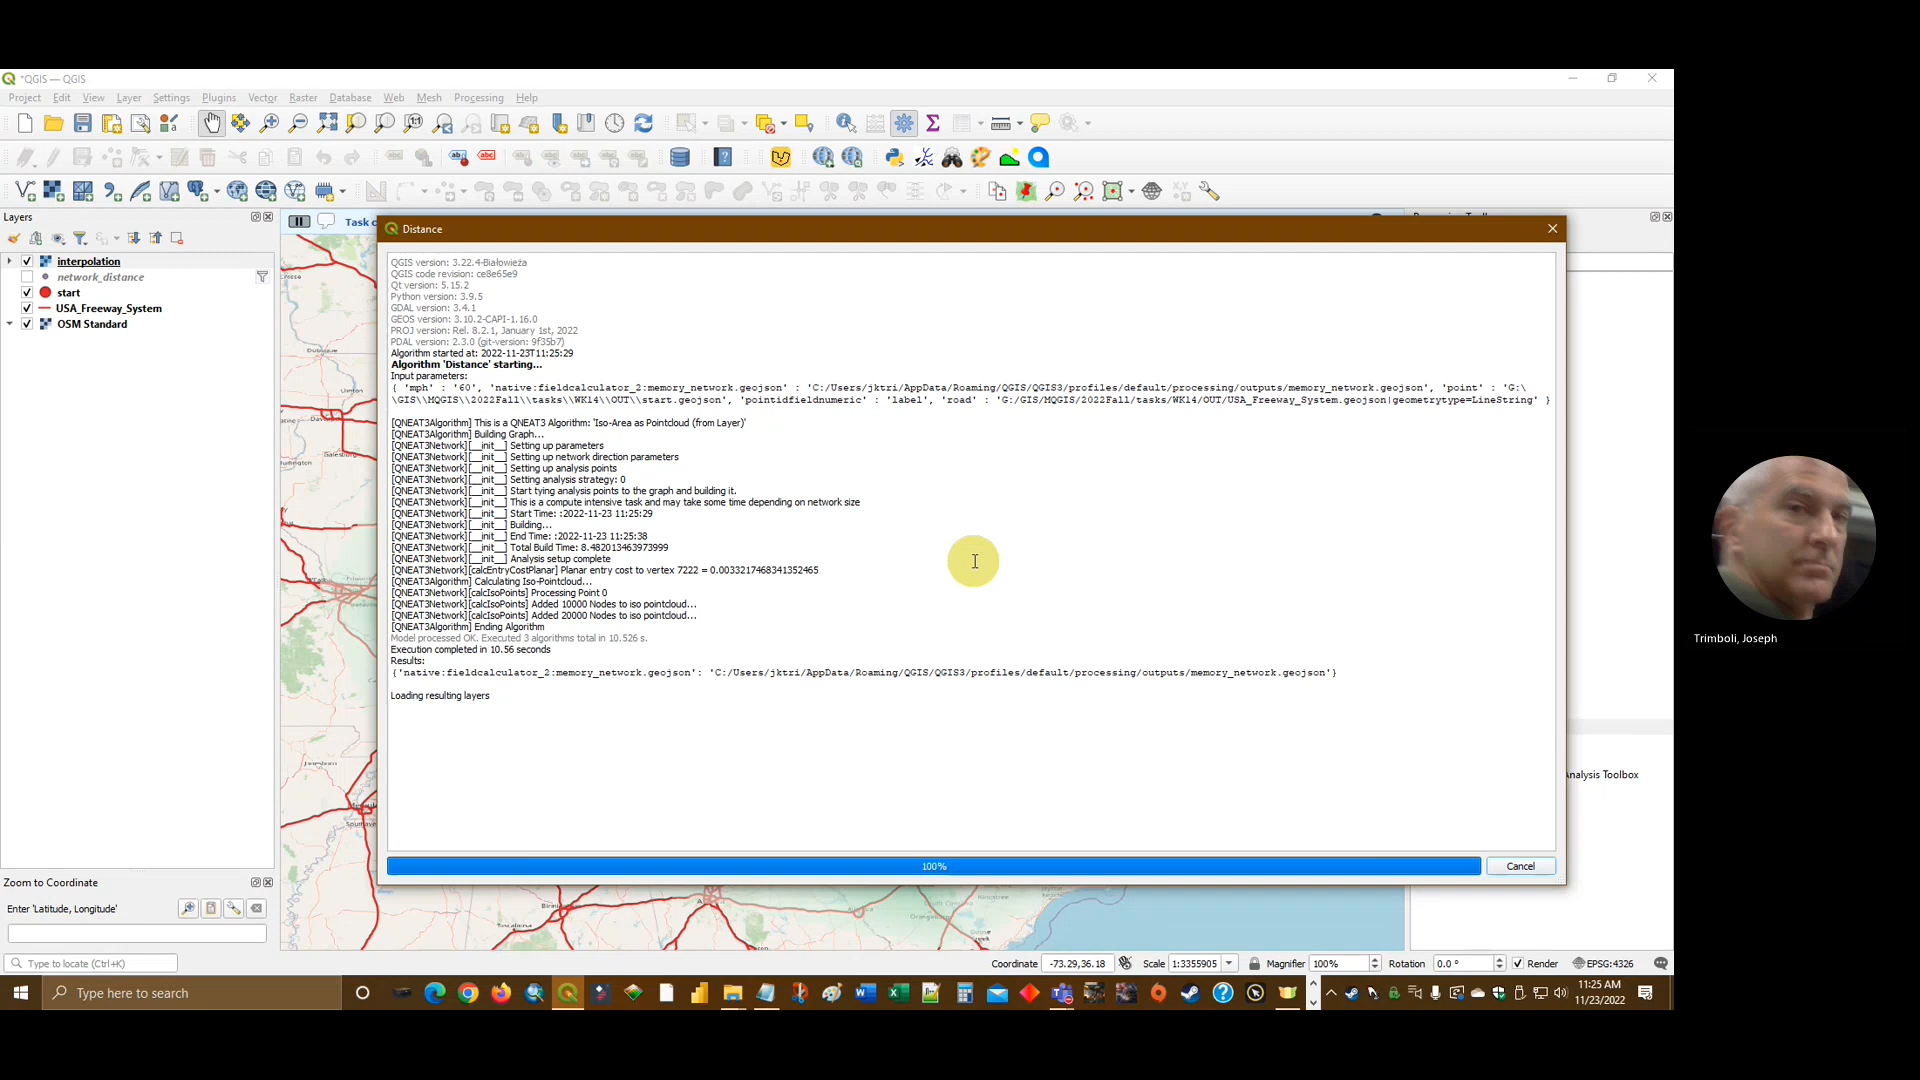 *QGIS — QGIS
Project Edit View Layer Settings Plugins Vector Raster Database Web Mesh Processing Help
Layers
interpolation
network_distance
start
USA_Freeway_System
OSM Standard
Task c
Distance
QGIS version: 3.22.4-Białowieża
QGIS code revision: ce8e65e9
Qt version: 5.15.2
Python version: 3.9.5
GDAL version: 3.4.1
GEOS version: 3.10.2-CAPI-1.16.0
PROJ version: Rel. 8.2.1, January 1st, 2022
PDAL version: 2.3.0 (git-version: 9f35b7)
Algorithm started at: 2022-11-23T11:25:29
Algorithm 'Distance' starting...
Input parameters:
{ 'mph' : '60', 'native:fieldcalculator_2:memory_network.geojson' : 'C:/Users/jktri/AppData/Roaming/QGIS/QGIS3/profiles/default/processing/outputs/memory_network.geojson', 'point' : 'G:\
\GIS\\MQGIS\\2022Fall\\tasks\\WK14\\OUT\\start.geojson', 'pointidfieldnumeric' : 'label', 'road' : 'G:/GIS/MQGIS/2022Fall/tasks/WK14/OUT/USA_Freeway_System.geojson|geometrytype=LineString' }
[QNEAT3Algorithm] This is a QNEAT3 Algorithm: 'Iso-Area as Pointcloud (from Layer)'
[QNEAT3Algorithm] Building Graph...
[QNEAT3Network][__init__] Setting up parameters
[QNEAT3Network][__init__] Setting up network direction parameters
[QNEAT3Network][__init__] Setting up analysis points
[QNEAT3Network][__init__] Setting analysis strategy: 0
[QNEAT3Network][__init__] Start tying analysis points to the graph and building it.
[QNEAT3Network][__init__] This is a compute intensive task and may take some time depending on network size
[QNEAT3Network][__init__] Start Time: :2022-11-23 11:25:29
[QNEAT3Network][__init__] Building...
[QNEAT3Network][__init__] End Time: :2022-11-23 11:25:38
[QNEAT3Network][__init__] Total Build Time: 8.482013463973999
[QNEAT3Network][__init__] Analysis setup complete
[QNEAT3Network][calcEntryCostPlanar] Planar entry cost to vertex 7222 = 0.0033217468341352465
[QNEAT3Algorithm] Calculating Iso-Pointcloud...
[QNEAT3Network][calcIsoPoints] Processing Point 0
[QNEAT3Network][calcIsoPoints] Added 10000 Nodes to iso pointcloud...
[QNEAT3Network][calcIsoPoints] Added 20000 Nodes to iso pointcloud...
[QNEAT3Algorithm] Ending Algorithm
Model processed OK. Executed 3 algorithms total in 10.526 s.
Execution completed in 10.56 seconds
Results:
{'native:fieldcalculator_2:memory_network.geojson': 'C:/Users/jktri/AppData/Roaming/QGIS/QGIS3/profiles/default/processing/outputs/memory_network.geojson'}
Loading resulting layers
100%
Cancel
nalysis Toolbox
Trimboli, Joseph
Zoom to Coordinate
Enter 'Latitude, Longitude'
Type to locate (Ctrl+K)
Coordinate -73.29,36.18 Scale 1:3355905 Magnifier 100% Rotation 0.0 ° Render EPSG:4326
Type here to search
11:25 AM
11/23/2022